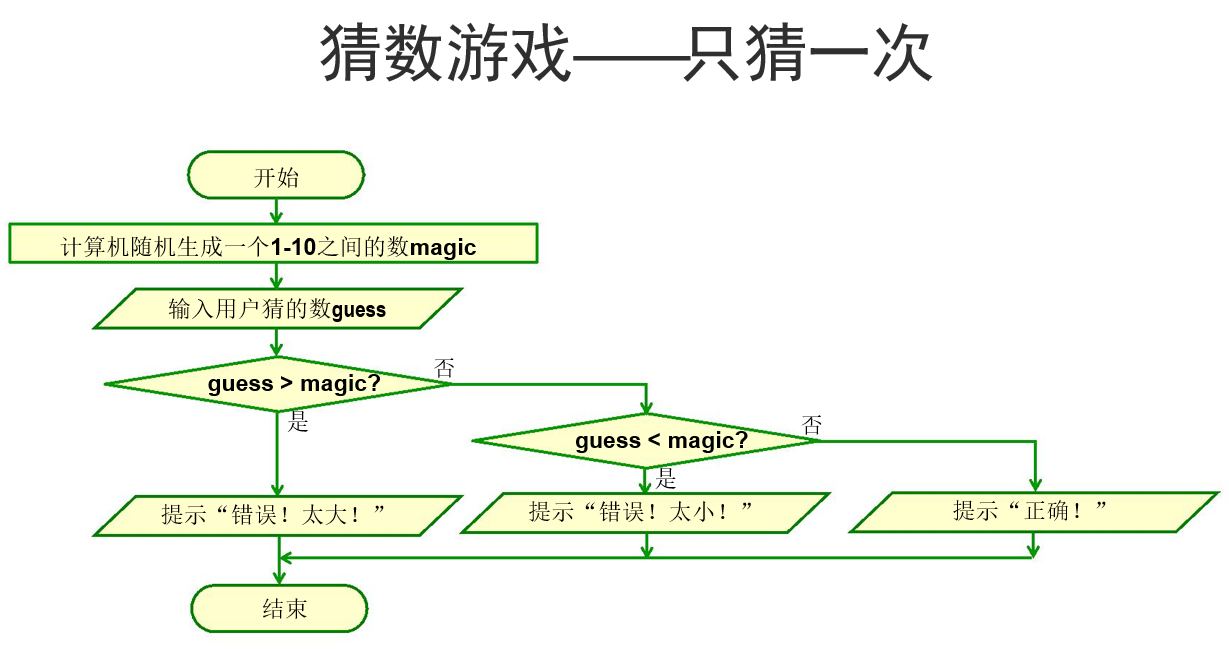 猜数游戏——只猜一次
开始
计算机随机生成一个1-10之间的数magic
输入用户猜的数guess
guess > magic?
否
是
guess < magic?
否
是
提示“错误！太大！”
提示“错误！太小！”
提示“正确！”
结束